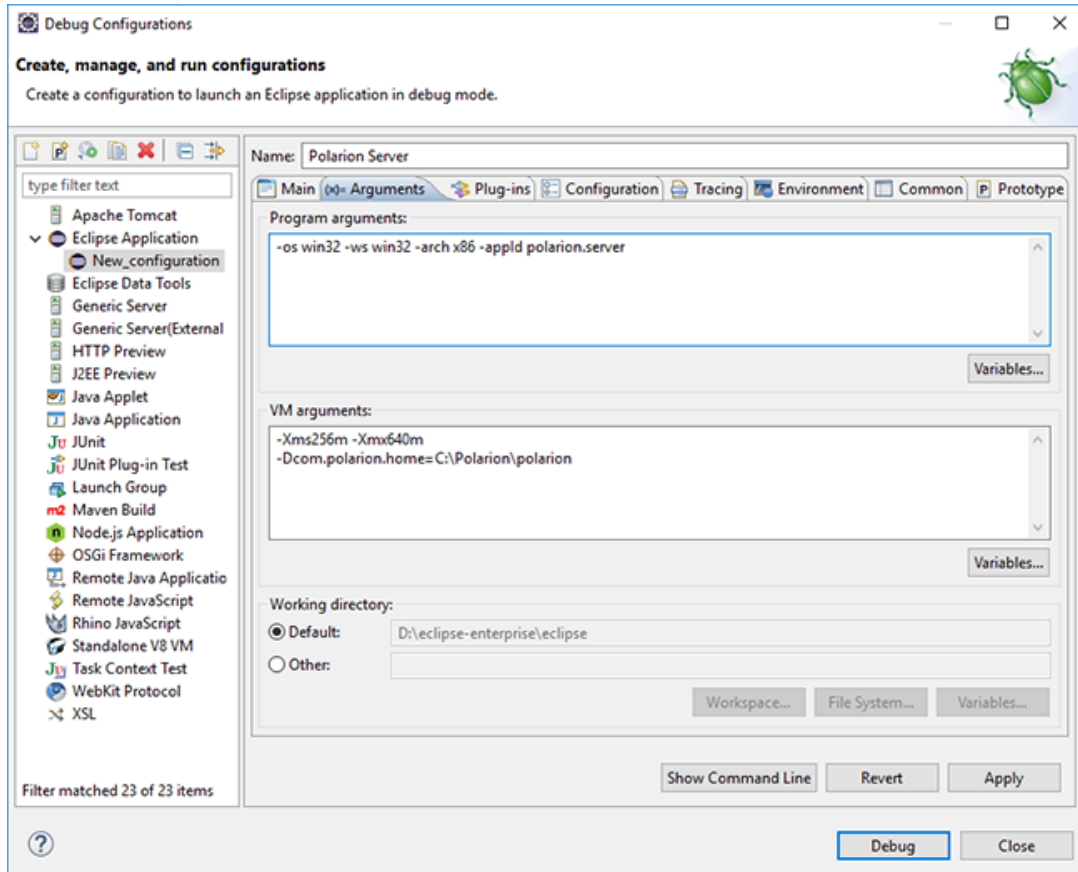 Debug Configurations
Create, manage, and run configurations
Create a configuration to launch an Eclipse application in debug mode.
type filter text
Apache Tomcat
Eclipse Application
New_configuration
Eclipse Data Tools
Generic Server
Generic Server(External
HTTP Preview
J2EE Preview
Java Applet
Java Application
Ju JUnit
JUnit Plug-in Test
Launch Group
m2 Maven Build
Node.js Application
OSGi Framework
Remote Java Applicatio
Remote JavaScript
Rhino JavaScript
Standalone V8 VM
Task Context Test
WebKit Protocol
XSL
Filter matched 23 of 23 items
Name: Polarion Server
Main (x)= Arguments Plug-ins Configuration Tracing Environment Common P Prototype
Program arguments:
-os win32 -ws win32 -arch x86 -appId polarion.server
Variables...
VM arguments:
-Xms256m -Xmx640m
-Dcom.polarion.home=C:\Polarion\polarion
Variables...
Working directory:
Default: D:\eclipse-enterprise\eclipse
Other:
Workspace... File System... Variables...
Show Command Line Revert Apply
? Debug Close